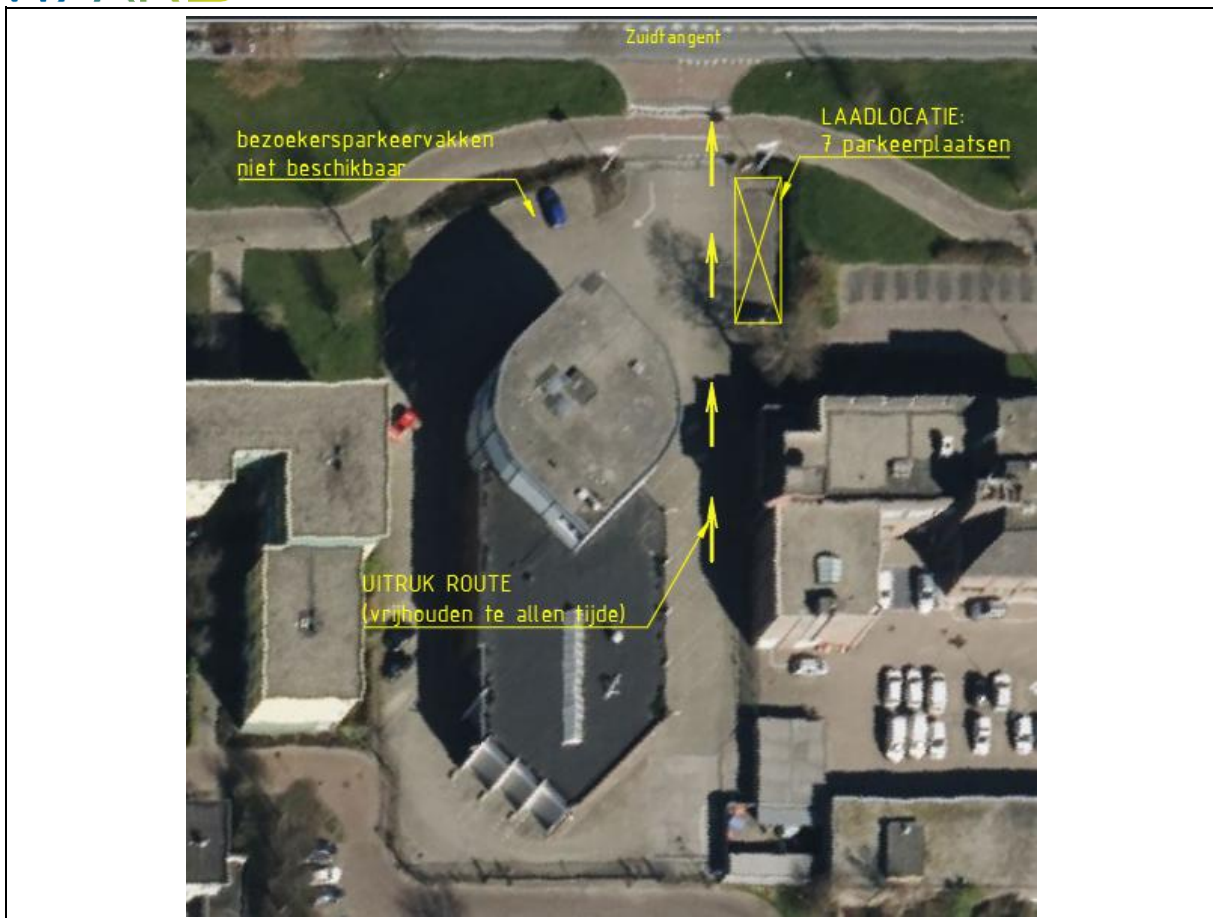 Zuidtangent
bezoekersparkeervakken
niet beschikbaar
LAADLOCATIE:
7 parkeerplaatsen
UITRUK ROUTE
(vrijhouden te allen tijde)